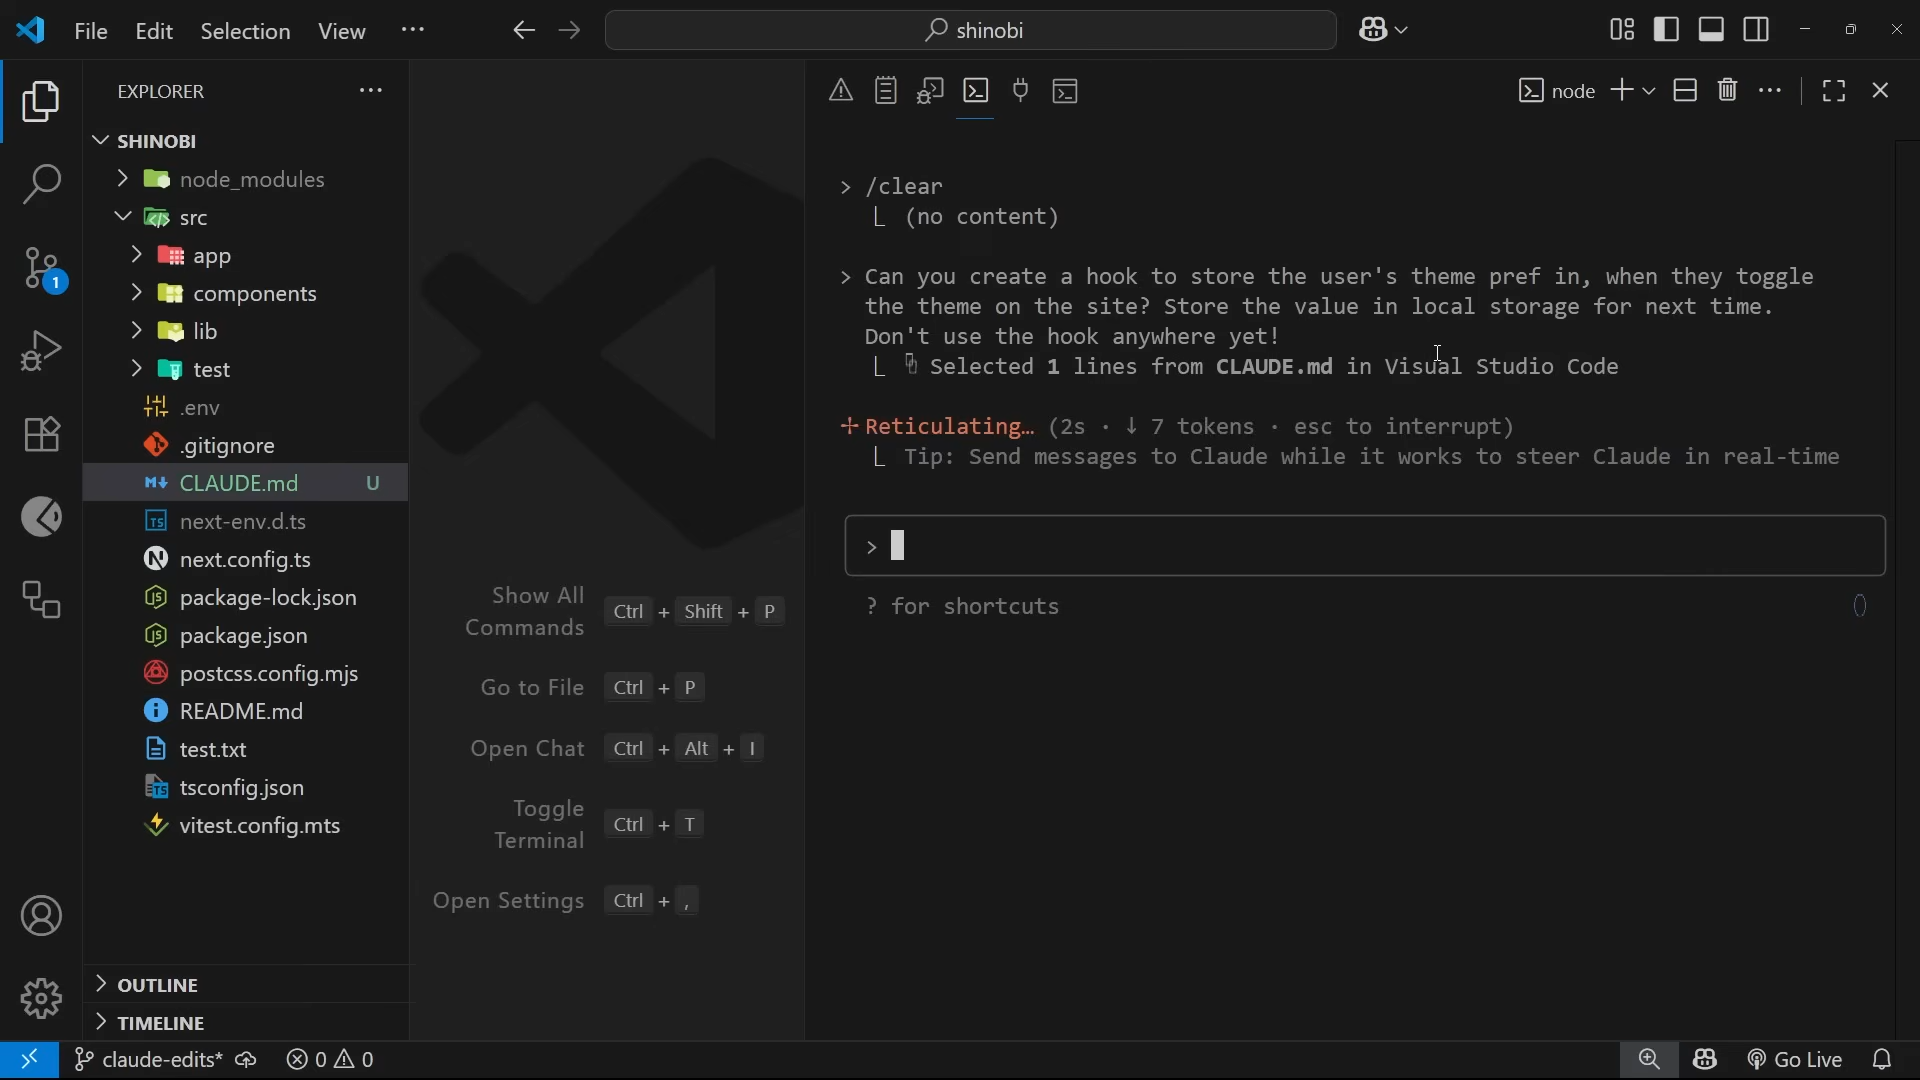 File Edit Selection View ··· shinobi
EXPLORER ···
SHINOBI
node_modules
src
app
components
lib
test
.env
.gitignore
CLAUDE.md U
next-env.d.ts
next.config.ts
package-lock.json
package.json
postcss.config.mjs
README.md
test.txt
tsconfig.json
vitest.config.mts
OUTLINE
TIMELINE
1
Show All Commands Ctrl + Shift + P
Go to File Ctrl + P
Open Chat Ctrl + Alt + I
Toggle Terminal Ctrl + T
Open Settings Ctrl + ,
node
> /clear
(no content)
> Can you create a hook to store the user's theme pref in, when they toggle
the theme on the site? Store the value in local storage for next time.
Don't use the hook anywhere yet!
Selected 1 lines from CLAUDE.md in Visual Studio Code
Reticulating… (2s · ↓ 7 tokens · esc to interrupt)
Tip: Send messages to Claude while it works to steer Claude in real-time
>
? for shortcuts
claude-edits* 0 0 Go Live